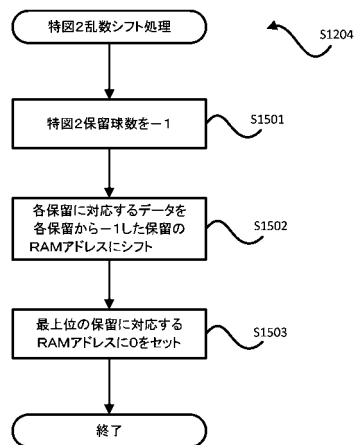 特図2乱数シフト処理
S1204
特図2保留球数を－1
S1501
各保留に対応するデータを
各保留から－1した保留の
RAMアドレスにシフト
S1502
最上位の保留に対応する
RAMアドレスに0をセット
S1503
終了